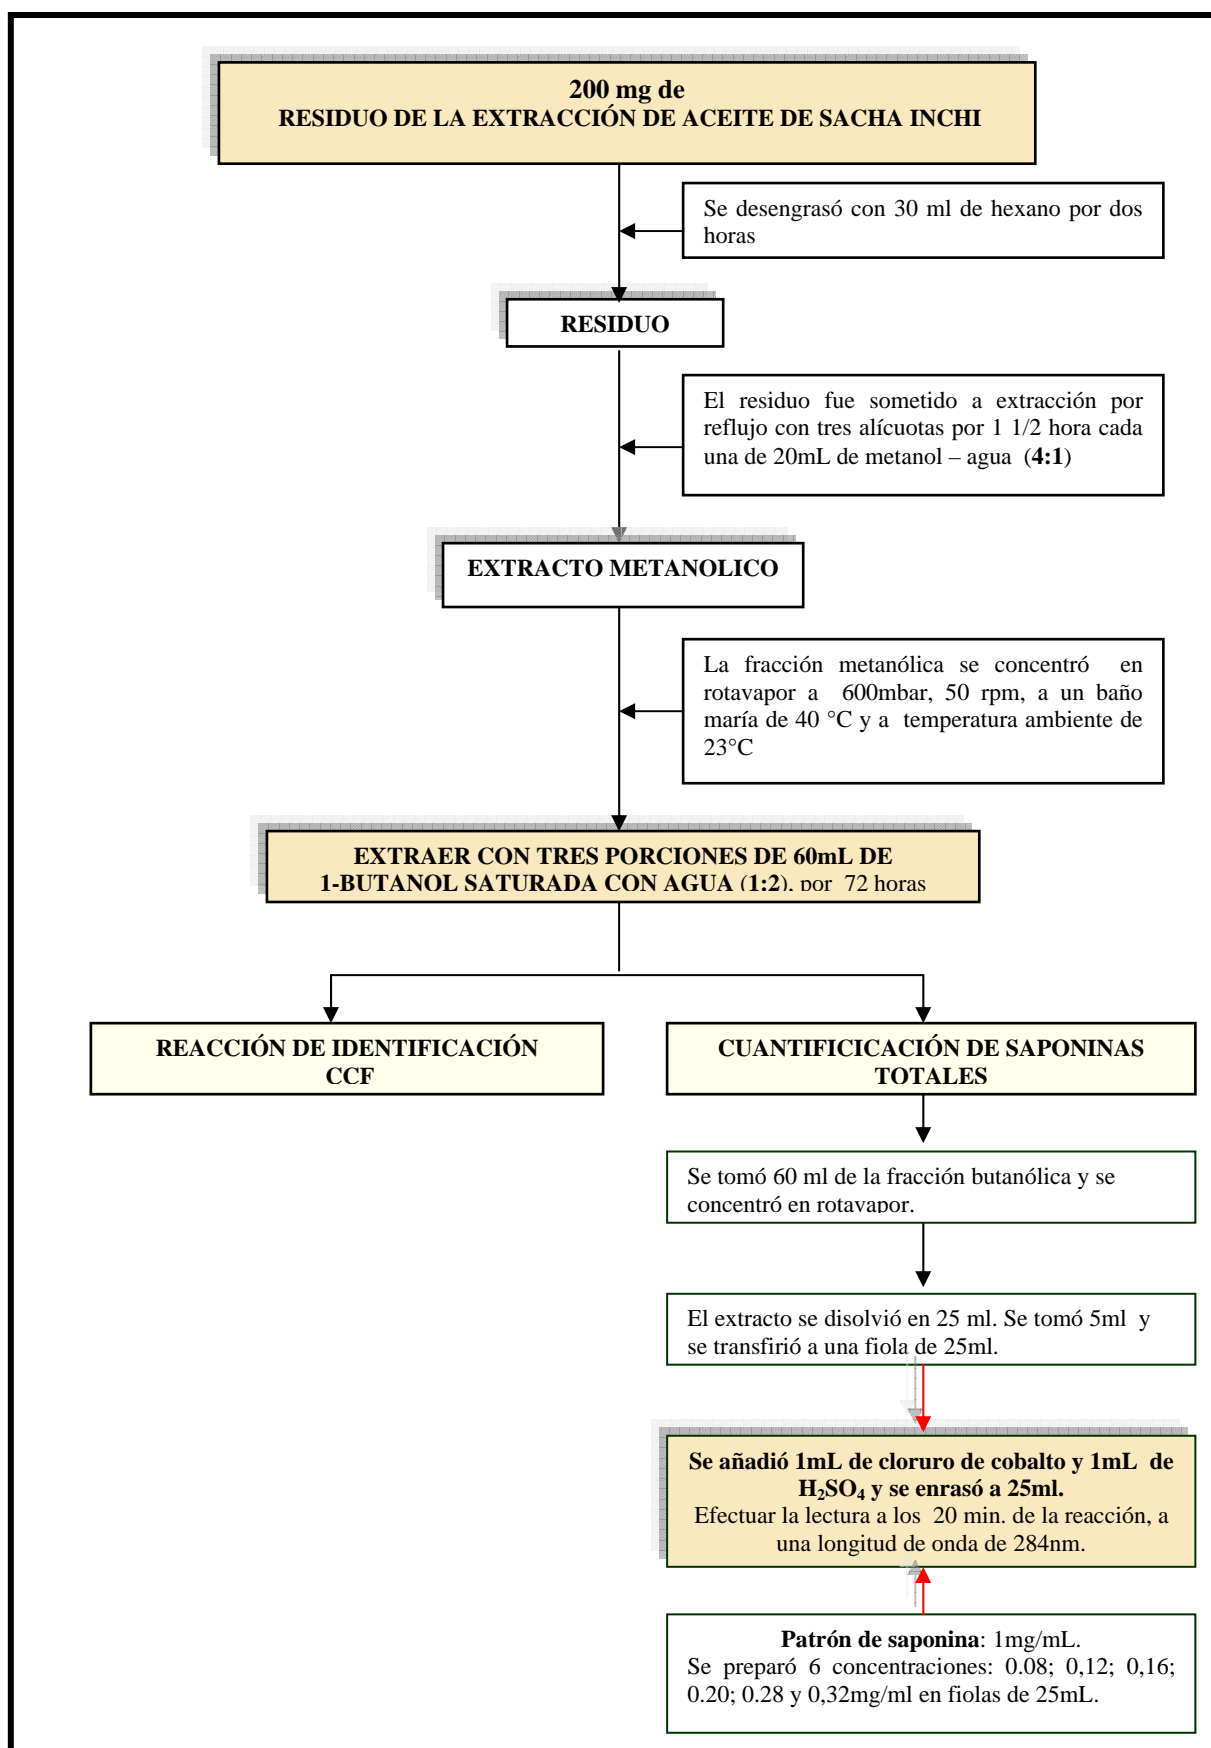 200 mg de
RESIDUO DE LA EXTRACCIÓN DE ACEITE DE SACHA INCHI
Se desengrasó con 30 ml de hexano por dos
horas
RESIDUO
El residuo fue sometido a extracción por
reflujo con tres alícuotas por 1 1/2 hora cada
una de 20mL de metanol – agua (4:1)
EXTRACTO METANOLICO
La fracción metanólica se concentró en
rotavapor a 600mbar, 50 rpm, a un baño
maría de 40 °C y a temperatura ambiente de
23°C
EXTRAER CON TRES PORCIONES DE 60mL DE
1-BUTANOL SATURADA CON AGUA (1:2), por 72 horas
REACCIÓN DE IDENTIFICACIÓN
CCF
CUANTIFICICACIÓN DE SAPONINAS
TOTALES
Se tomó 60 ml de la fracción butanólica y se
concentró en rotavapor.
El extracto se disolvió en 25 ml. Se tomó 5ml y
se transfirió a una fiola de 25ml.
Se añadió 1mL de cloruro de cobalto y 1mL de
H₂SO₄ y se enrasó a 25ml.
Efectuar la lectura a los 20 min. de la reacción, a
una longitud de onda de 284nm.
Patrón de saponina: 1mg/mL.
Se preparó 6 concentraciones: 0.08; 0,12; 0,16;
0.20; 0.28 y 0,32mg/ml en fiolas de 25mL.